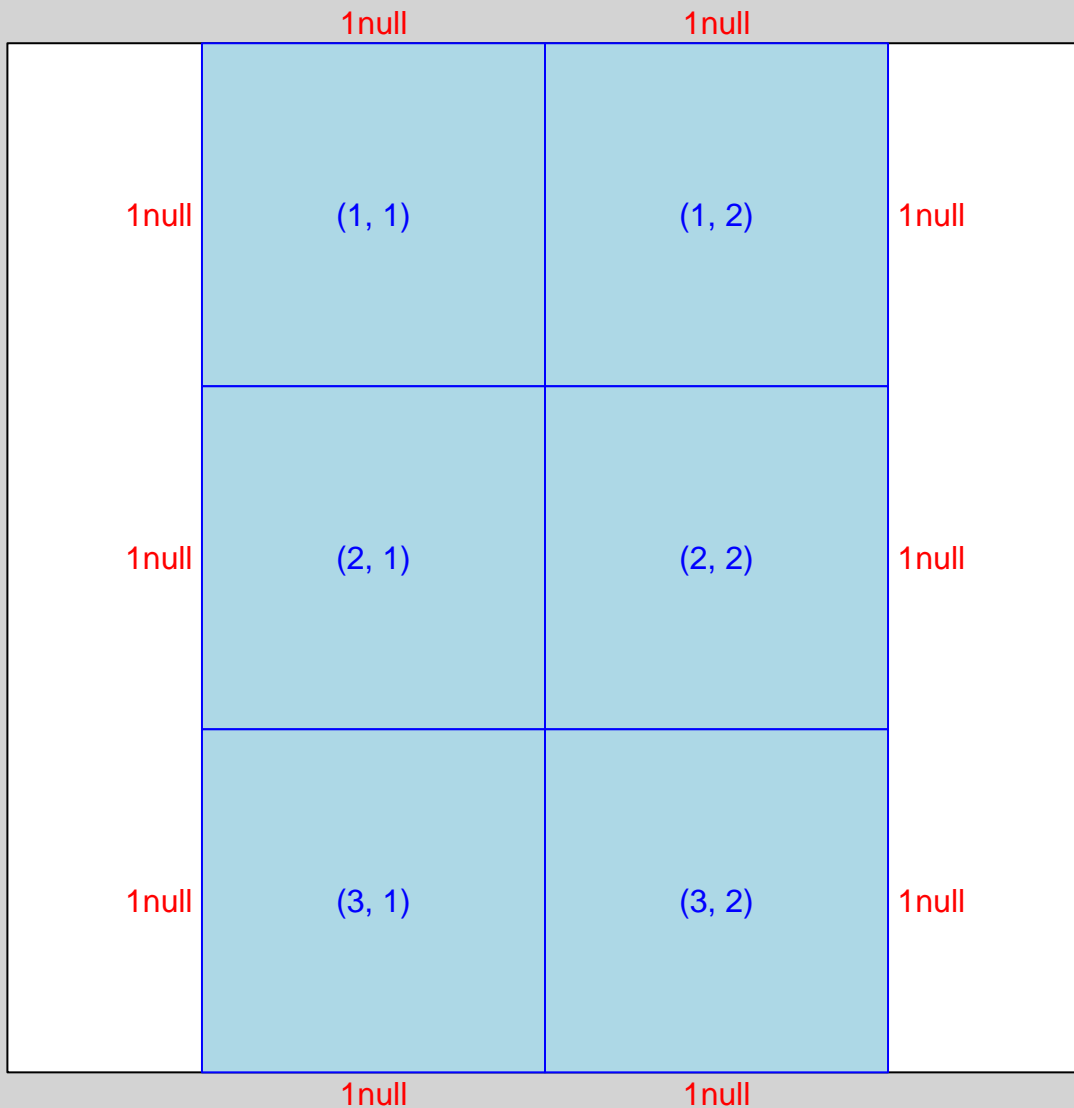 1null 1null
1null (1, 1) (1, 2) 1null
1null (2, 1) (2, 2) 1null
1null (3, 1) (3, 2) 1null
1null 1null